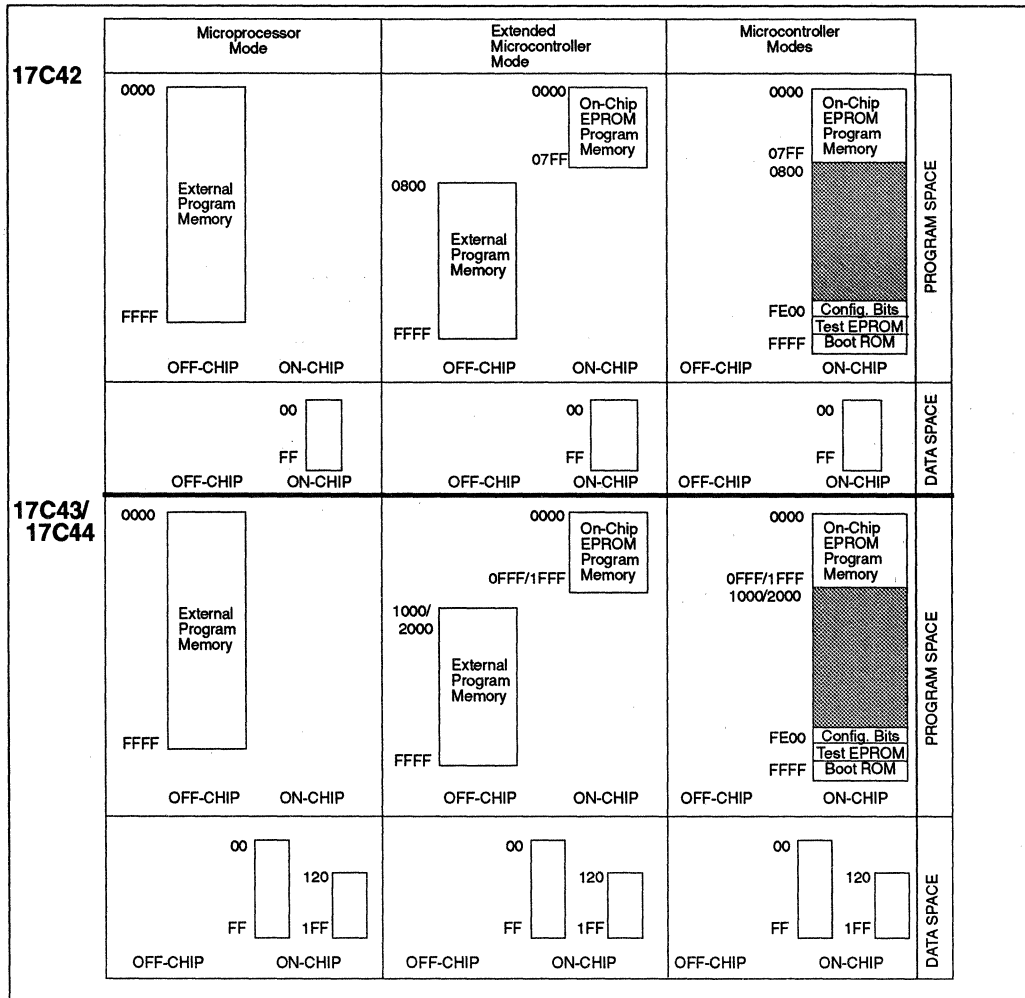 Microprocessor
Mode
Extended
Microcontroller
Mode
Microcontroller
Modes
17C42
0000
External
Program
Memory
FFFF
OFF-CHIP ON-CHIP
0000
On-Chip
EPROM
Program
Memory
07FF
0800
External
Program
Memory
FFFF
OFF-CHIP ON-CHIP
0000
On-Chip
EPROM
Program
Memory
07FF
0800
FE00 Config. Bits
Test EPROM
FFFF Boot ROM
OFF-CHIP ON-CHIP
PROGRAM SPACE
00
FF
OFF-CHIP ON-CHIP
00
FF
OFF-CHIP ON-CHIP
00
FF
OFF-CHIP ON-CHIP
DATA SPACE
17C43/
17C44
0000
External
Program
Memory
FFFF
OFF-CHIP ON-CHIP
0000
On-Chip
EPROM
Program
Memory
0FFF/1FFF
1000/
2000
External
Program
Memory
FFFF
OFF-CHIP ON-CHIP
0000
On-Chip
EPROM
Program
Memory
0FFF/1FFF
1000/2000
FE00 Config. Bits
Test EPROM
FFFF Boot ROM
OFF-CHIP ON-CHIP
PROGRAM SPACE
00
120
FF 1FF
OFF-CHIP ON-CHIP
00
120
FF 1FF
OFF-CHIP ON-CHIP
00
120
FF 1FF
OFF-CHIP ON-CHIP
DATA SPACE